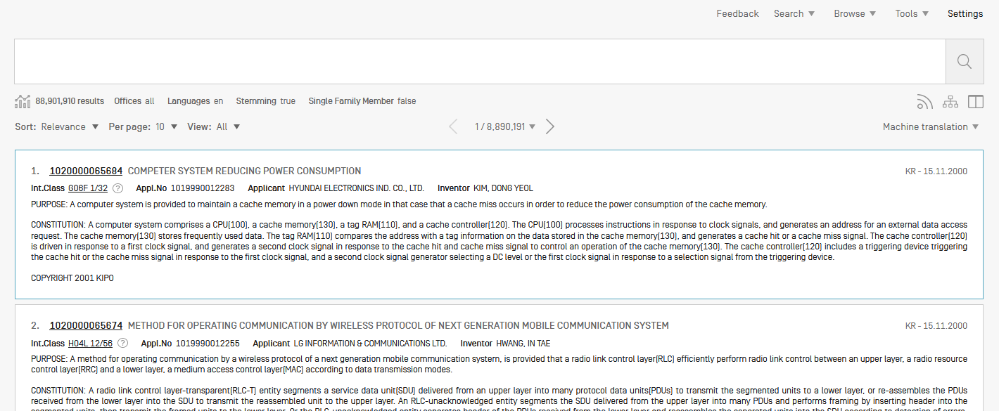 Feedback Search Browse Tools Settings
88,901,910 results Offices all Languages en Stemming true Single Family Member false
Sort: Relevance Per page: 10 View: All 1 / 8,890,191 Machine translation
1. 1020000065684 COMPETER SYSTEM REDUCING POWER CONSUMPTION KR - 15.11.2000
Int.Class G06F 1/32 ? Appl.No 1019990012283 Applicant HYUNDAI ELECTRONICS IND. CO., LTD. Inventor KIM, DONG YEOL
PURPOSE: A computer system is provided to maintain a cache memory in a power down mode in that case that a cache miss occurs in order to reduce the power consumption of the cache memory.
CONSTITUTION: A computer system comprises a CPU(100), a cache memory(130), a tag RAM(110), and a cache controller(120). The CPU(100) processes instructions in response to clock signals, and generates an address for an external data access
request. The cache memory(130) stores frequently used data. The tag RAM(110) compares the address with a tag information on the data stored in the cache memory(130), and generates a cache hit or a cache miss signal. The cache controller(120)
is driven in response to a first clock signal, and generates a second clock signal in response to the cache hit and cache miss signal to control an operation of the cache memory(130). The cache controller(120) includes a triggering device triggering
the cache hit or the cache miss signal in response to the first clock signal, and a second clock signal generator selecting a DC level or the first clock signal in response to a selection signal from the triggering device.
COPYRIGHT 2001 KIPO
2. 1020000065674 METHOD FOR OPERATING COMMUNICATION BY WIRELESS PROTOCOL OF NEXT GENERATION MOBILE COMMUNICATION SYSTEM KR - 15.11.2000
Int.Class H04L 12/56 ? Appl.No 1019990012255 Applicant LG INFORMATION & COMMUNICATIONS LTD. Inventor HWANG, IN TAE
PURPOSE: A method for operating communication by a wireless protocol of a next generation mobile communication system, is provided that a radio link control layer(RLC) efficiently perform radio link control between an upper layer, a radio resource
control layer(RRC) and a lower layer, a medium access control layer(MAC) according to data transmission modes.
CONSTITUTION: A radio link control layer-transparent(RLC-T) entity segments a service data unit(SDU) delivered from an upper layer into many protocol data units(PDUs) to transmit the segmented units to a lower layer, or re-assembles the PDUs
received from the lower layer into the SDU to transmit the reassembled unit to the upper layer. An RLC-unacknowledged entity segments the SDU delivered from the upper layer into many PDUs and performs framing by inserting header into the